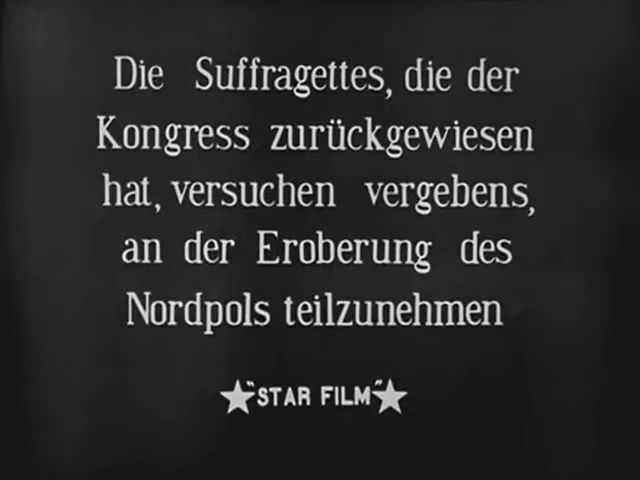 Die Suffragettes, die der
Kongress zurückgewiesen
hat, versuchen vergebens,
an der Eroberung des
Nordpols teilzunehmen
★"STAR FILM"★